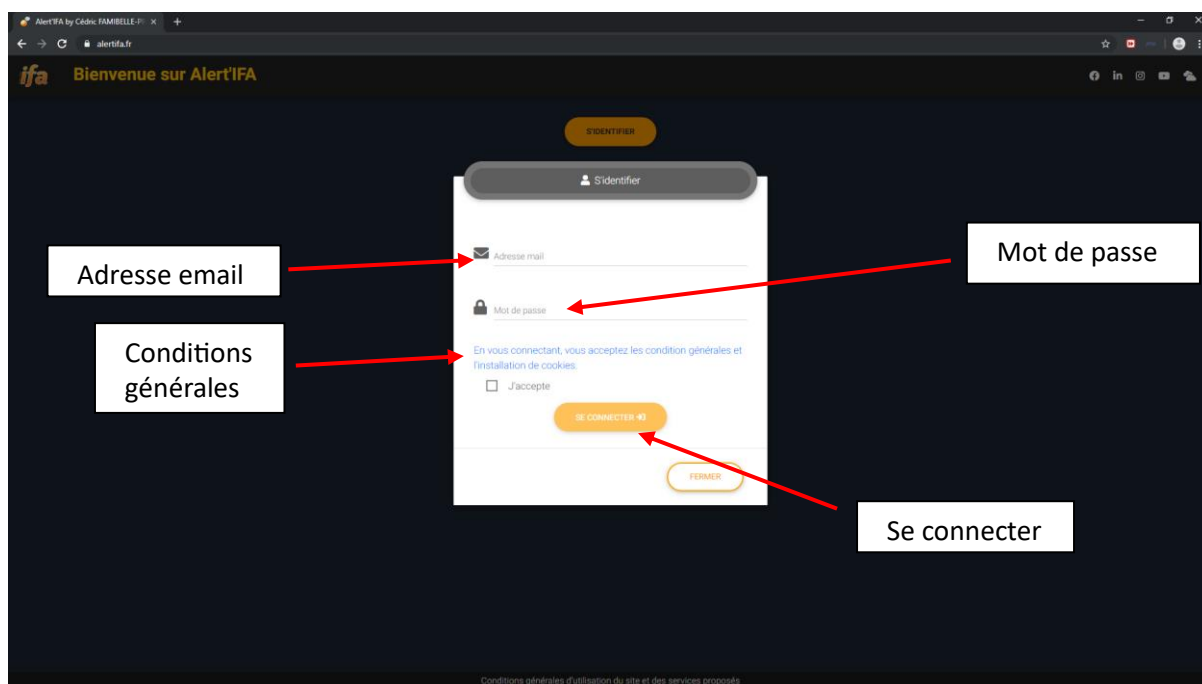 Alert'IFA by Cédric FAMIBELLE-P
alertifa.fr
ifa
Bienvenue sur Alert'IFA
S'IDENTIFIER
S'identifier
Adresse email
Adresse mail
Mot de passe
Mot de passe
Conditions
générales
En vous connectant, vous acceptez les condition générales et
l'installation de cookies.
J'accepte
SE CONNECTER
FERMER
Se connecter
Conditions générales d'utilisation du site et des services proposés